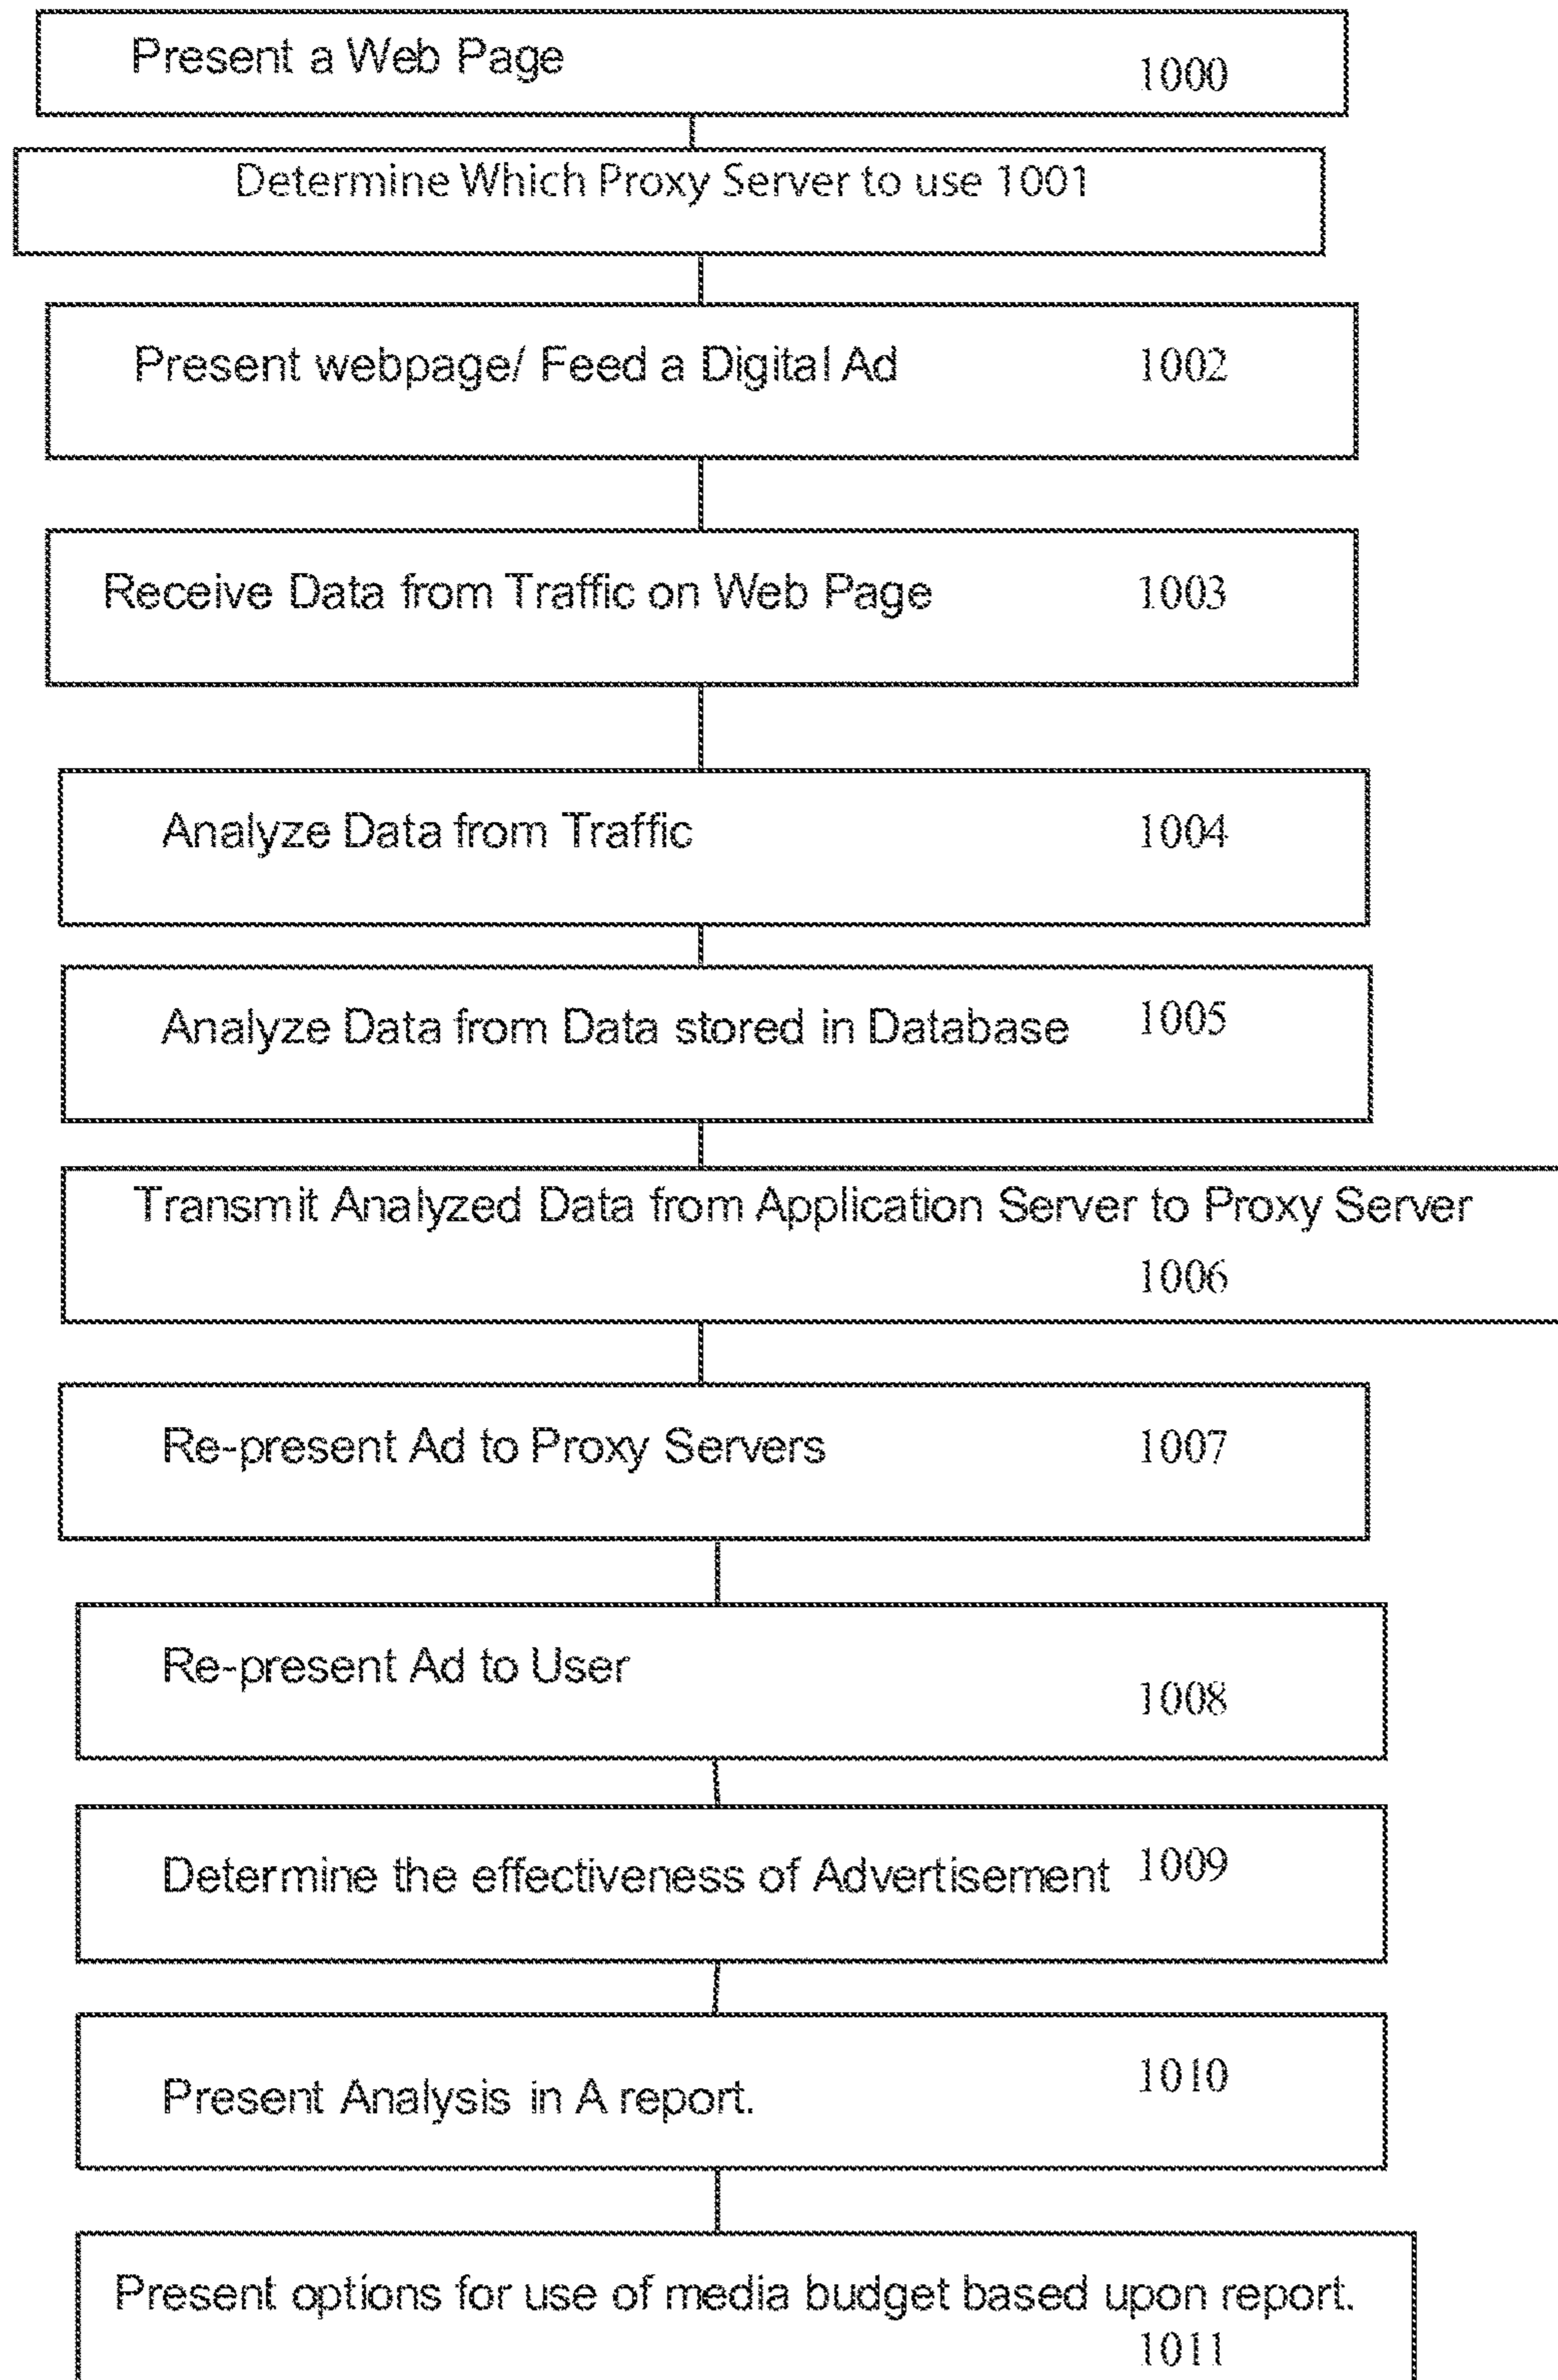 Present a Web Page 1000
Determine Which Proxy Server to use 1001
Present webpage/ Feed a Digital Ad 1002
Receive Data from Traffic on Web Page 1003
Analyze Data from Traffic 1004
Analyze Data from Data stored in Database 1005
Transmit Analyzed Data from Application Server to Proxy Server
1006
Re-present Ad to Proxy Servers 1007
Re-present Ad to User
1008
Determine the effectiveness of Advertisement 1009
Present Analysis in A report. 1010
Present options for use of media budget based upon report.
1011